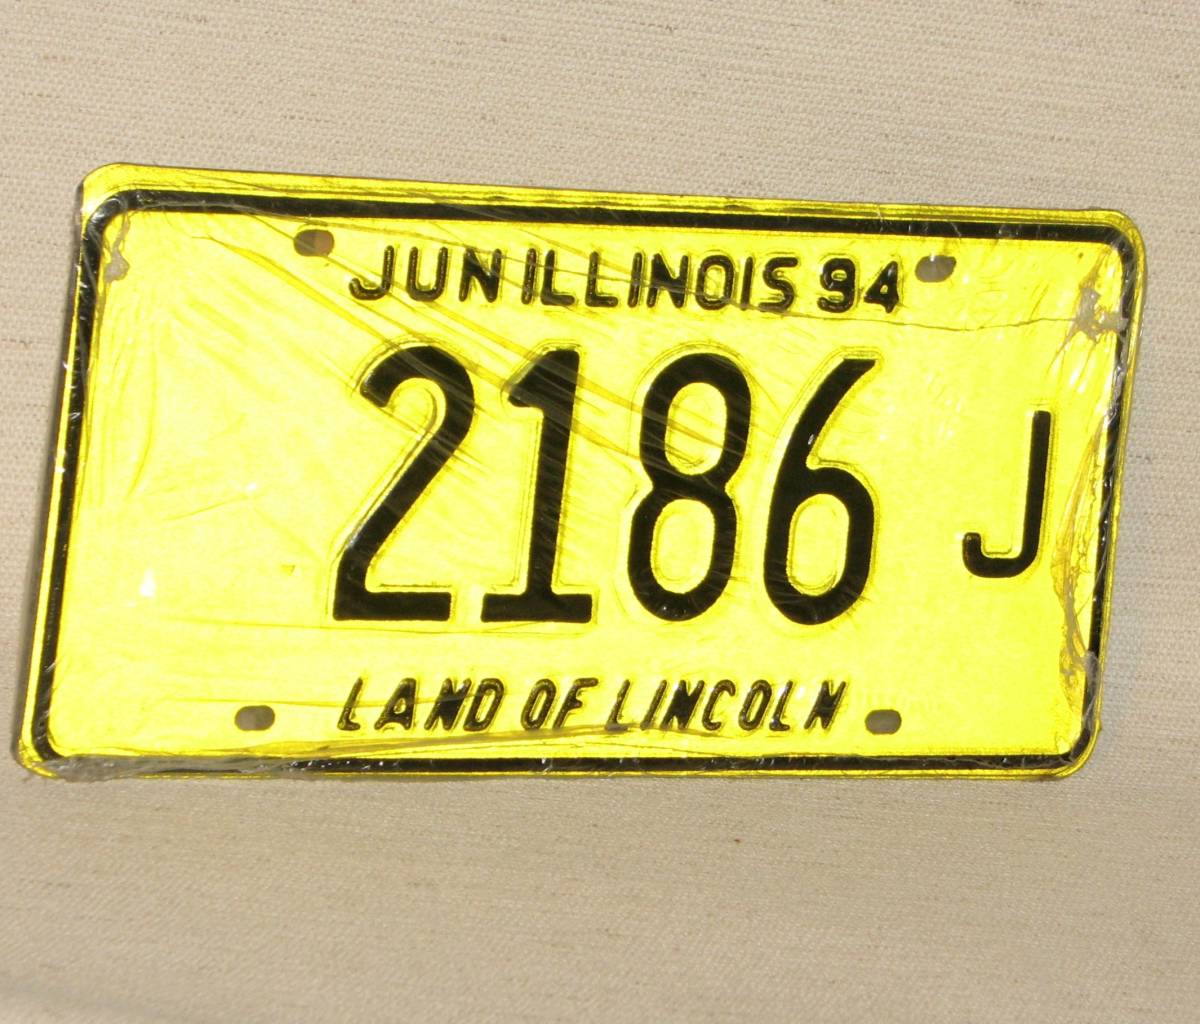 JUN ILLINOIS 94
2186 J
LAND OF LINCOLN